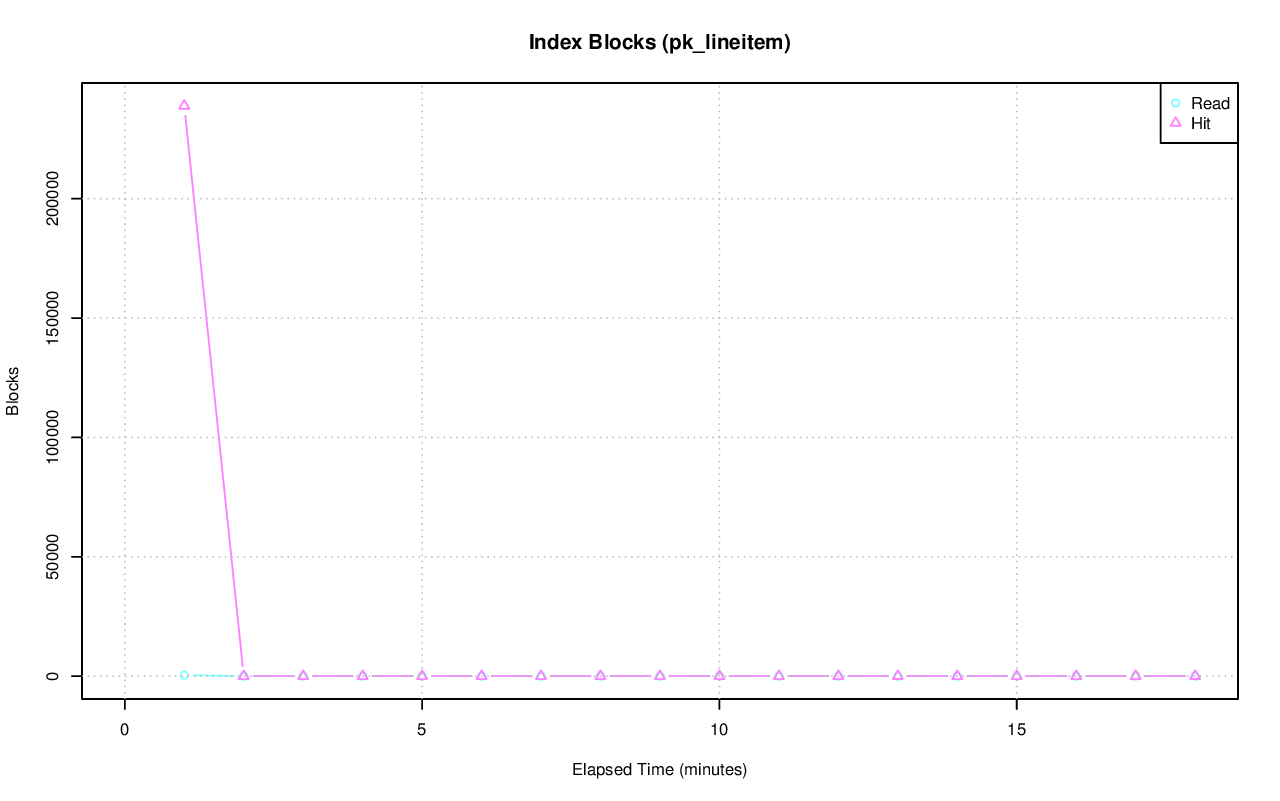 Index Blocks (pk_lineitem)
Read
Hit
Blocks
200000
150000
100000
50000
0
0 5 10 15
Elapsed Time (minutes)